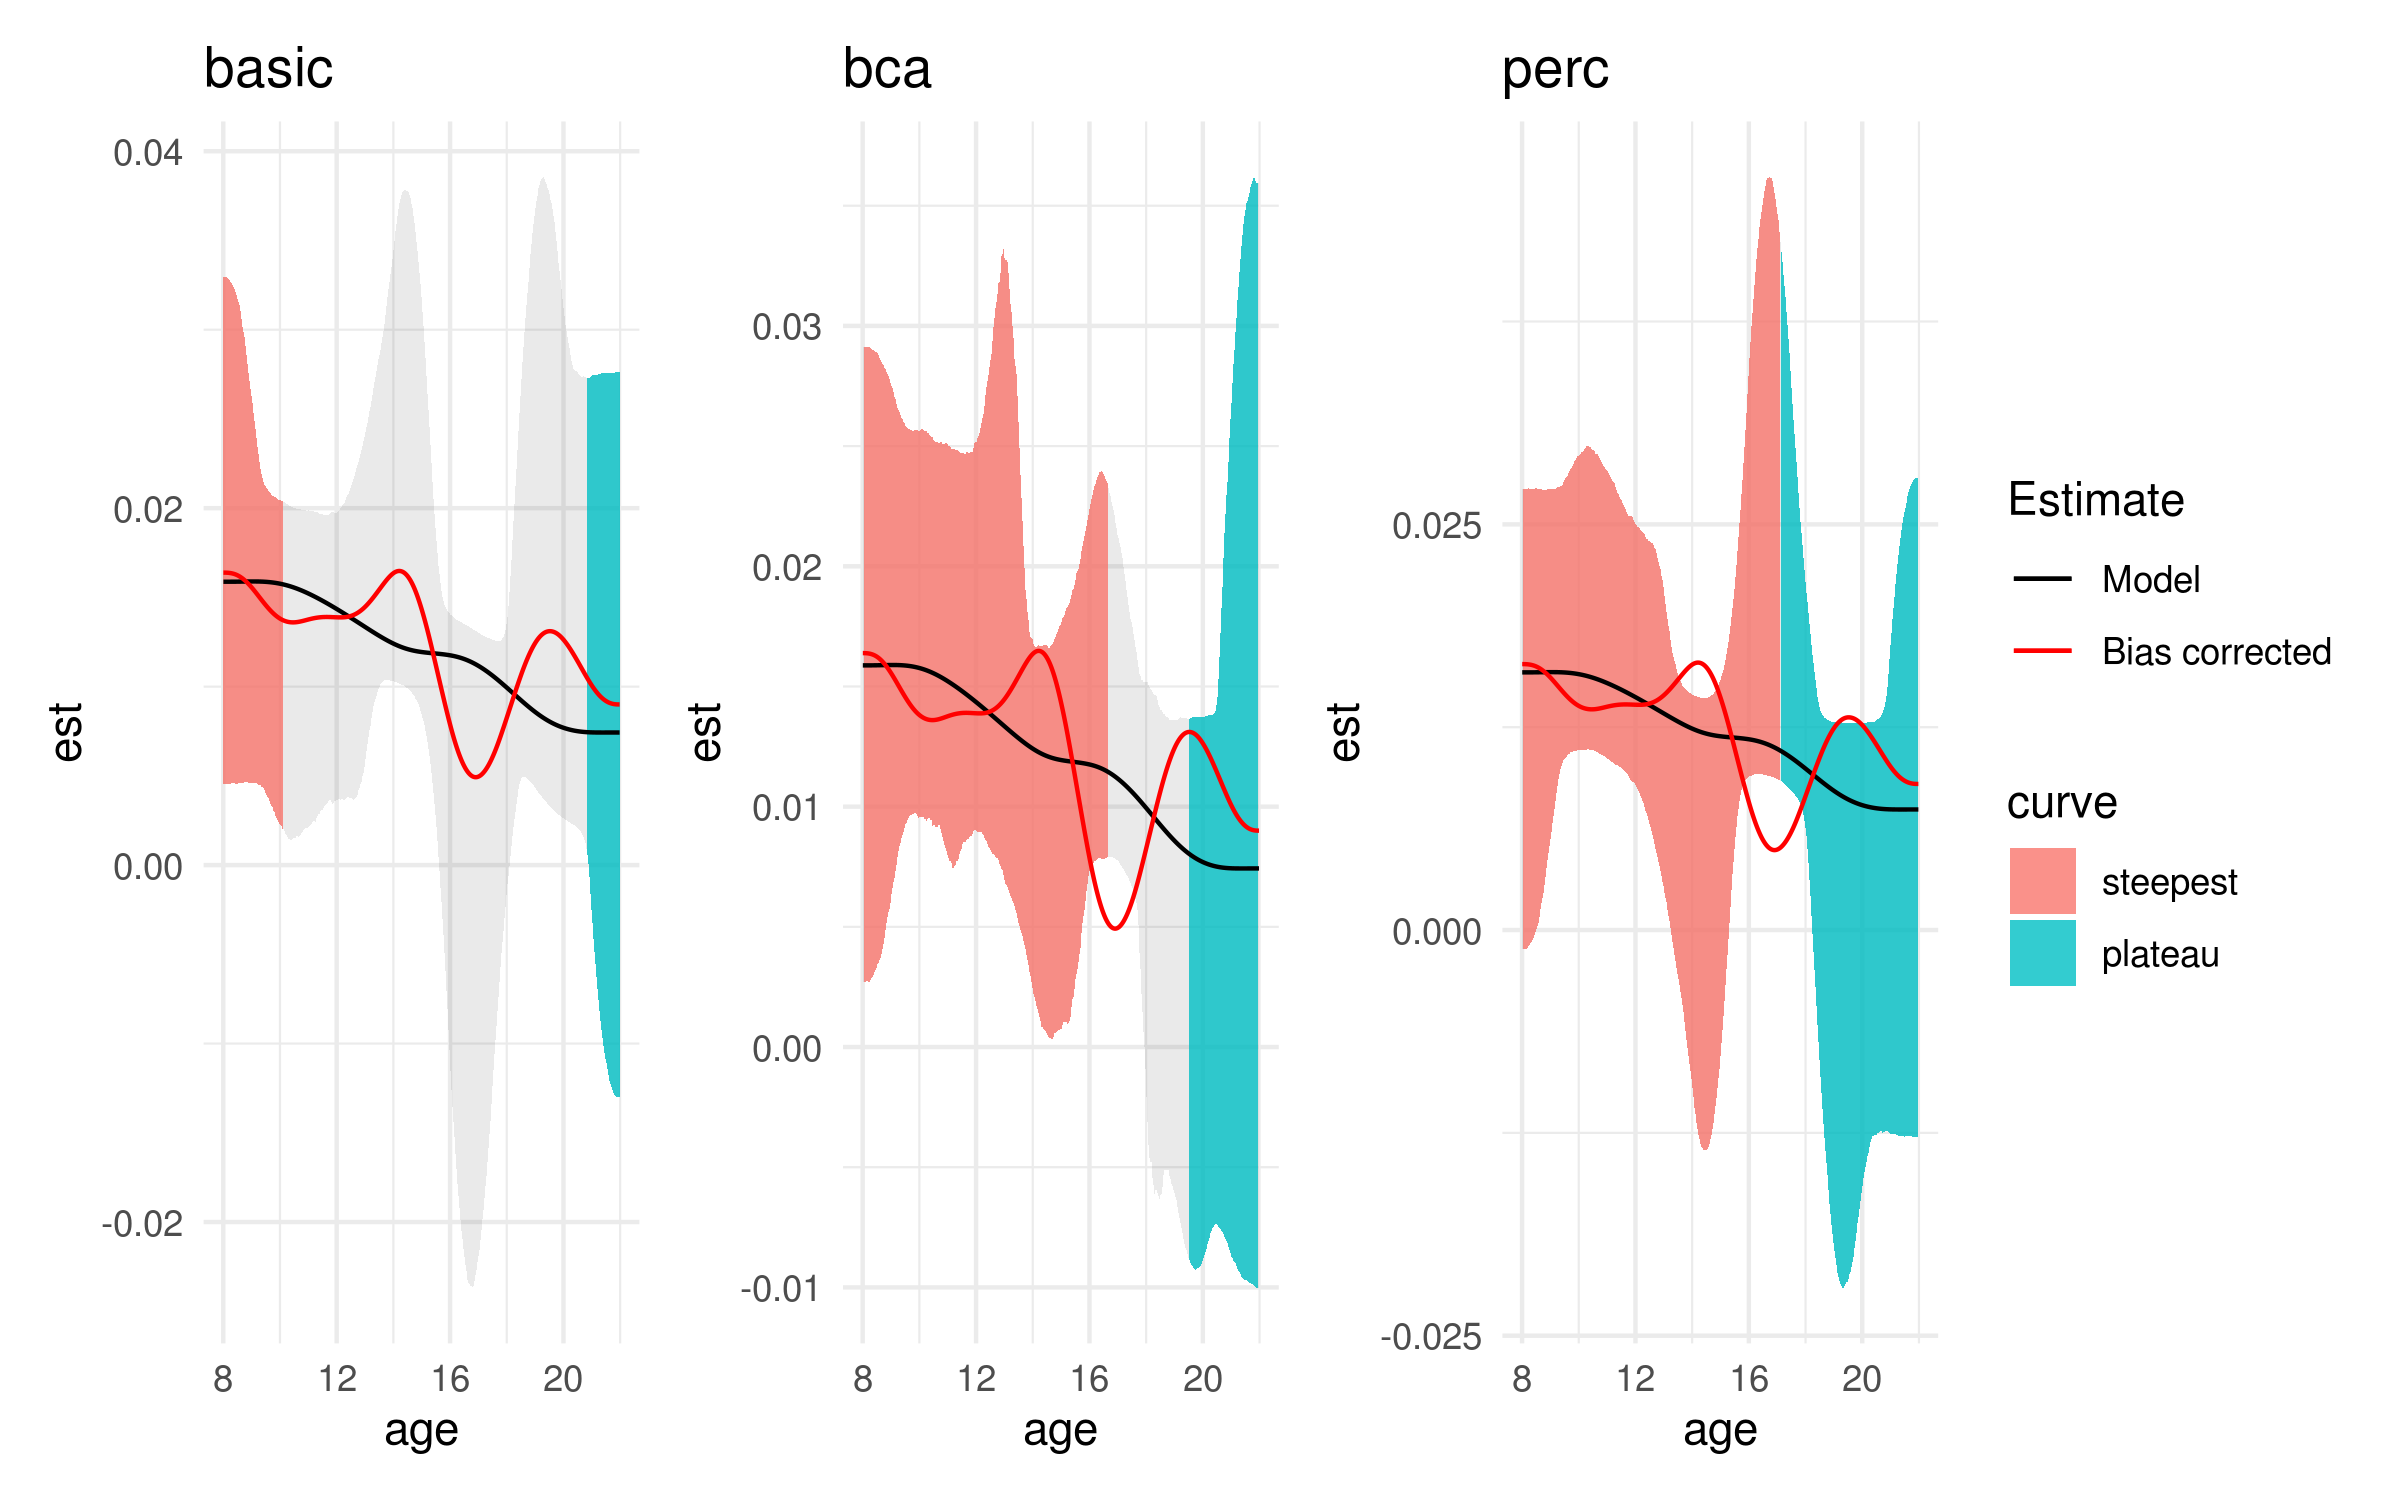 basic
bca
perc
0.04
0.02
0.00
-0.02
est
8 12 16 20
age
0.03
0.02
0.01
0.00
-0.01
est
8 12 16 20
age
0.025
0.000
-0.025
est
8 12 16 20
age
Estimate
Model
Bias corrected
curve
steepest
plateau